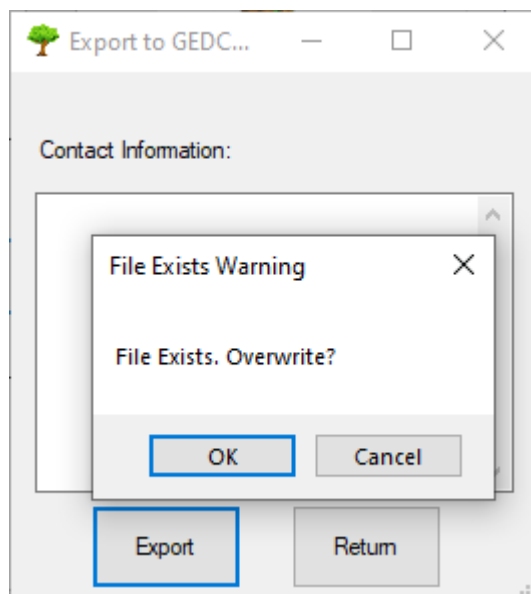 Export to GEDC...
Contact Information:
File Exists Warning
File Exists. Overwrite?
OK
Cancel
Export
Return